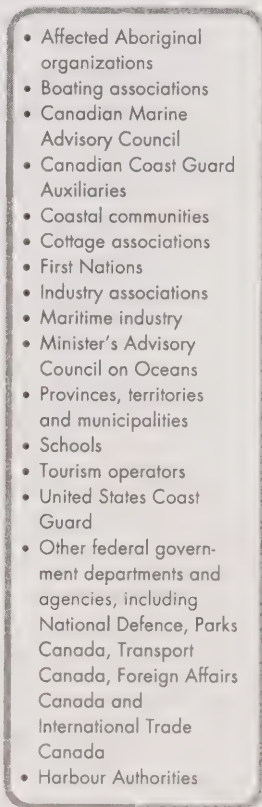 • Affected Aboriginal
organizations
• Boating associations
• Canadian Marine
Advisory Council
• Canadian Coast Guard
Auxiliaries
• Coastal communities
• Cottage associations
• First Nations
• Industry associations
• Maritime industry
• Minister's Advisory
Council on Oceans
• Provinces, territories
and municipalities
• Schools
• Tourism operators
• United States Coast
Guard
• Other federal govern-
ment departments and
agencies, including
National Defence, Parks
Canada, Transport
Canada, Foreign Affairs
Canada and
International Trade
Canada
• Harbour Authorities